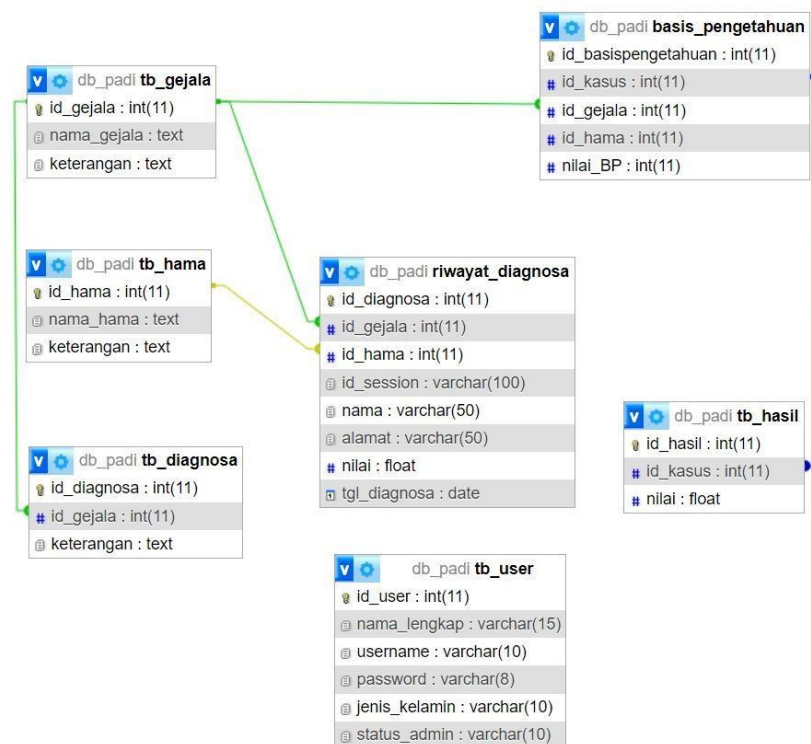 db_padi tb_gejala
id_gejala : int(11)
nama_gejala : text
keterangan : text
db_padi basis_pengetahuan
id_basispengetahuan : int(11)
id_kasus : int(11)
id_gejala : int(11)
id_hama : int(11)
nilai_BP : int(11)
db_padi tb_hama
id_hama : int(11)
nama_hama : text
keterangan : text
db_padi riwayat_diagnosa
id_diagnosa : int(11)
id_gejala : int(11)
id_hama : int(11)
id_session : varchar(100)
nama : varchar(50)
alamat : varchar(50)
nilai : float
tgl_diagnosa : date
db_padi tb_hasil
id_hasil : int(11)
id_kasus : int(11)
nilai : float
db_padi tb_diagnosa
id_diagnosa : int(11)
id_gejala : int(11)
keterangan : text
db_padi tb_user
id_user : int(11)
nama_lengkap : varchar(15)
username : varchar(10)
password : varchar(8)
jenis_kelamin : varchar(10)
status_admin : varchar(10)